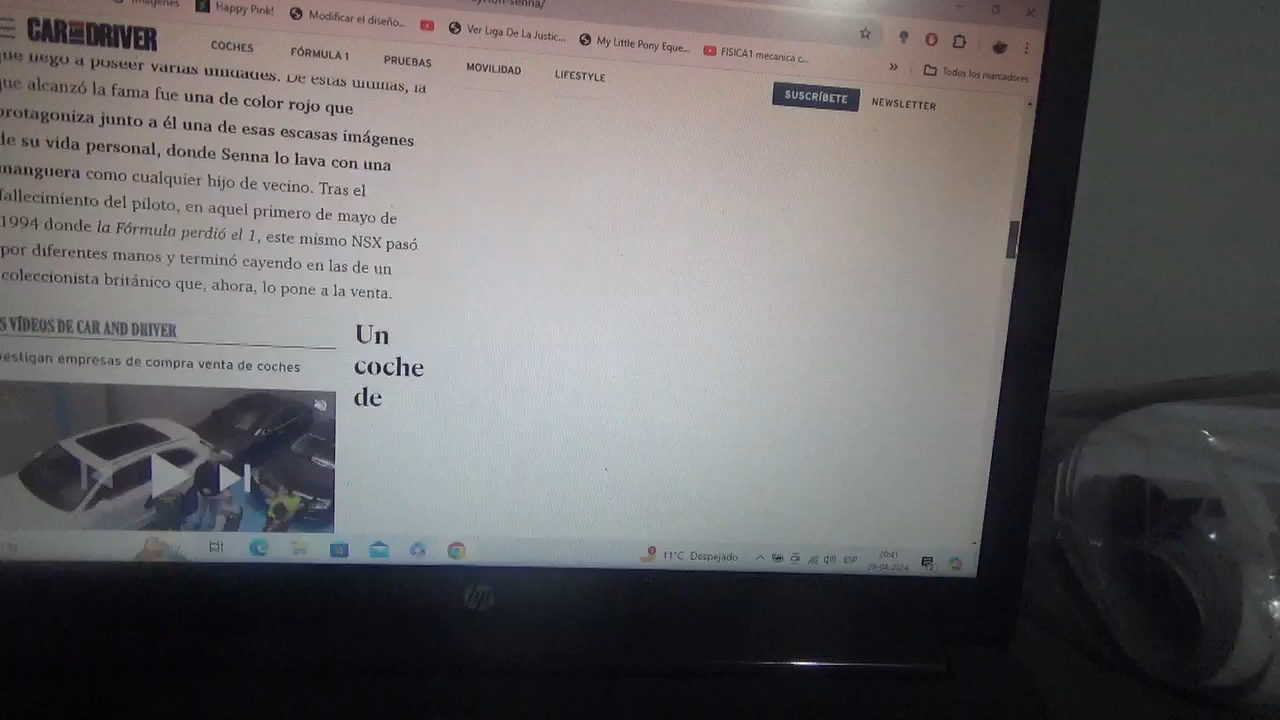 Happy Pink!
Modificar el diseño...
Ver Liga De La Justic...
My Little Pony Eque...
FISICA1 mecanica c...
»
Todos los marcadores
CAR AND DRIVER
COCHES
FÓRMULA 1
PRUEBAS
MOVILIDAD
LIFESTYLE
SUSCRÍBETE
NEWSLETTER
que llegó a poseer varias unidades. De estas últimas, la
que alcanzó la fama fue una de color rojo que
protagoniza junto a él una de esas escasas imágenes
de su vida personal, donde Senna lo lava con una
manguera como cualquier hijo de vecino. Tras el
fallecimiento del piloto, en aquel primero de mayo de
1994 donde la Fórmula perdió el 1, este mismo NSX pasó
por diferentes manos y terminó cayendo en las de un
coleccionista británico que, ahora, lo pone a la venta.
S VÍDEOS DE CAR AND DRIVER
vestigan empresas de compra venta de coches
Un
coche
de
11°C Despejado
ESP
20:41
hp